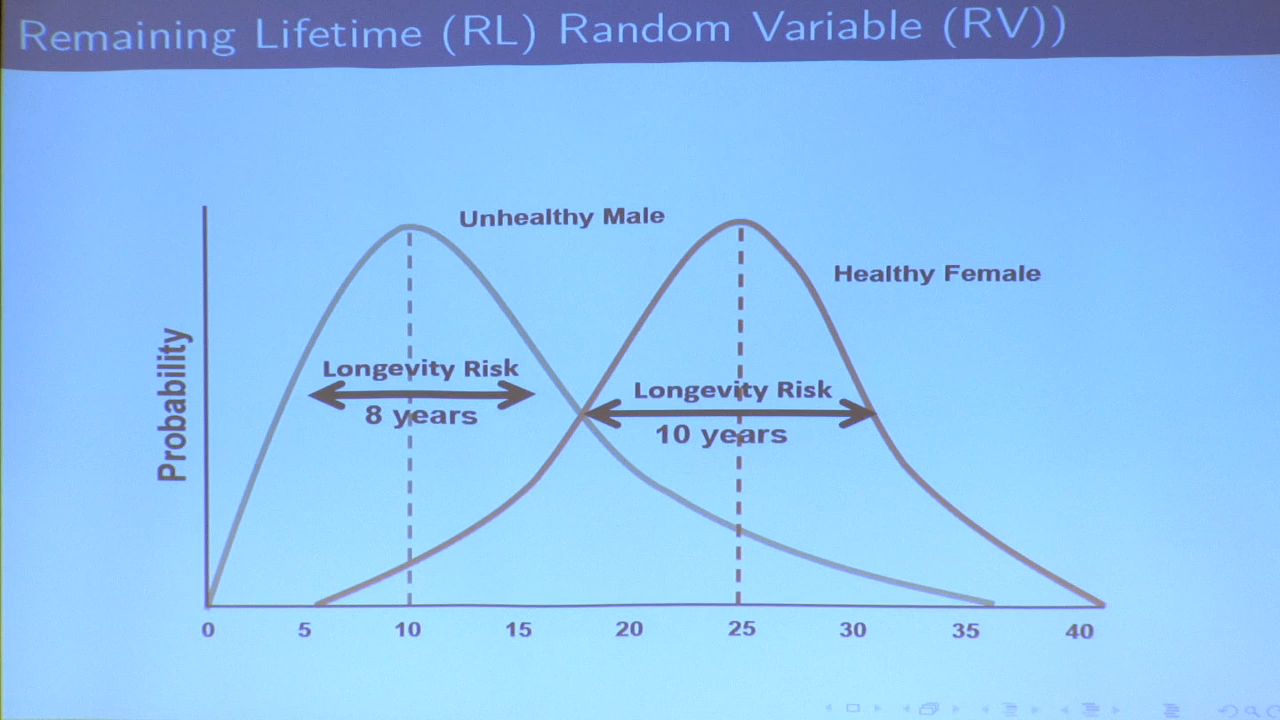 Remaining Lifetime (RL) Random Variable (RV))
Unhealthy Male
Healthy Female
Probability
Longevity Risk
8 years
Longevity Risk
10 years
0 5 10 15 20 25 30 35 40